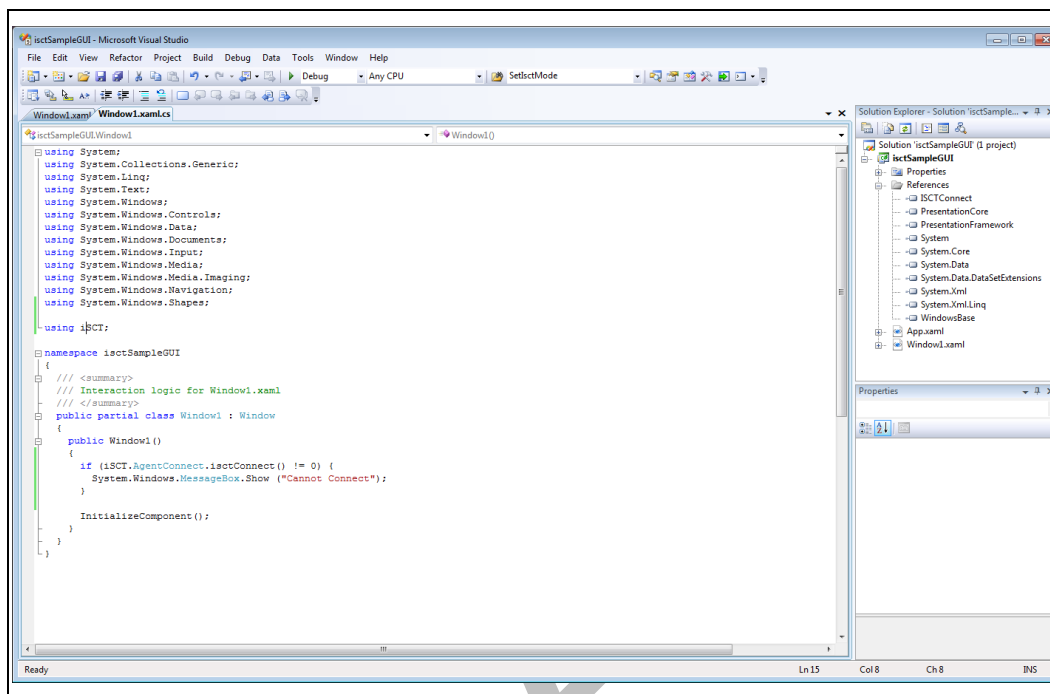 isctSampleGUI - Microsoft Visual Studio
File Edit View Refactor Project Build Debug Data Tools Window Help
Debug Any CPU SetIsctMode
Window1.xaml Window1.xaml.cs
isctSampleGUI.Window1 Window1()
using System;
using System.Collections.Generic;
using System.Linq;
using System.Text;
using System.Windows;
using System.Windows.Controls;
using System.Windows.Data;
using System.Windows.Documents;
using System.Windows.Input;
using System.Windows.Media;
using System.Windows.Media.Imaging;
using System.Windows.Navigation;
using System.Windows.Shapes;
using iSCT;
namespace isctSampleGUI
{
/// <summary>
/// Interaction logic for Window1.xaml
/// </summary>
public partial class Window1 : Window
{
public Window1()
{
if (iSCT.AgentConnect.isctConnect() != 0) {
System.Windows.MessageBox.Show ("Cannot Connect");
}
InitializeComponent();
}
}
}
Solution Explorer - Solution 'isctSample...
Solution 'isctSampleGUI' (1 project)
isctSampleGUI
Properties
References
ISCTConnect
PresentationCore
PresentationFramework
System
System.Core
System.Data
System.Data.DataSetExtensions
System.Xml
System.Xml.Linq
WindowsBase
App.xaml
Window1.xaml
Properties
Ready Ln 15 Col 8 Ch 8 INS